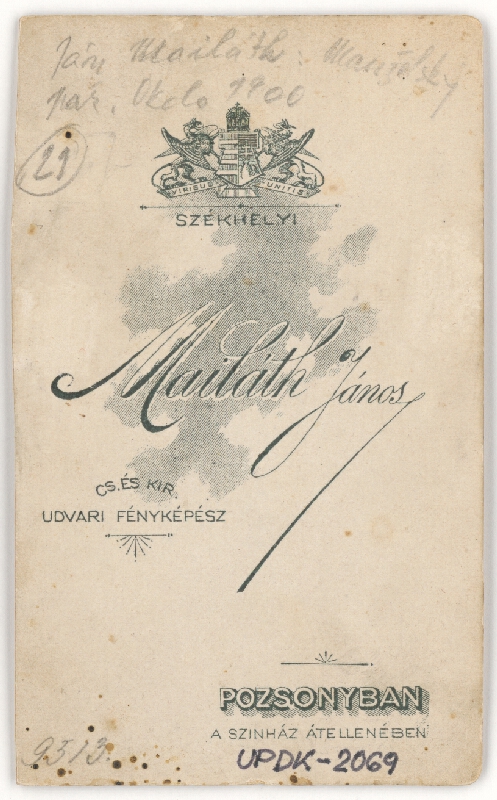 Ján Mailáth: Manželský
pár. Okolo 1900
21
VIRIBUS UNITIS
SZÉKHELYI
Mailáth János
CS. ÉS KIR.
UDVARI FÉNYKÉPÉSZ
POZSONYBAN
A SZINHÁZ ÁTELLENÉBEN
9313.
UPDK-2069